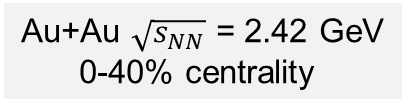 Au+Au √s_NN = 2.42 GeV
0-40% centrality